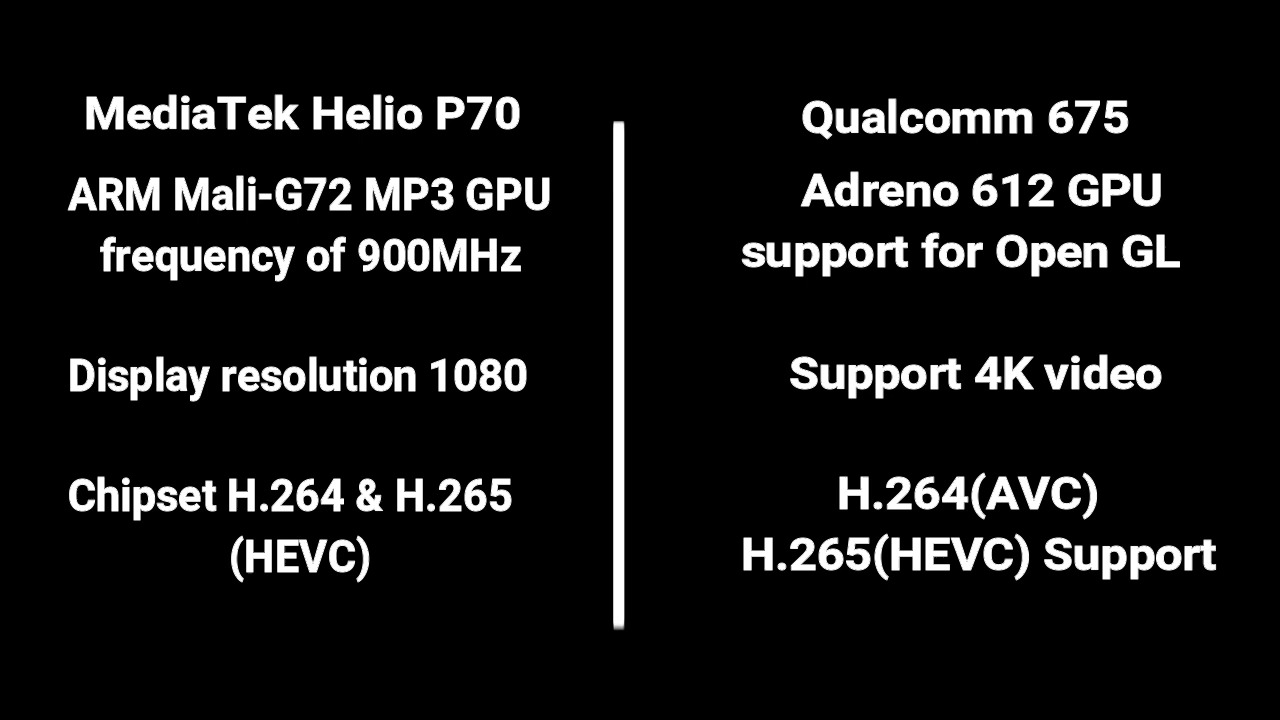 MediaTek Helio P70
ARM Mali-G72 MP3 GPU
frequency of 900MHz
Display resolution 1080
Chipset H.264 & H.265
(HEVC)
Qualcomm 675
Adreno 612 GPU
support for Open GL
Support 4K video
H.264(AVC)
H.265(HEVC) Support